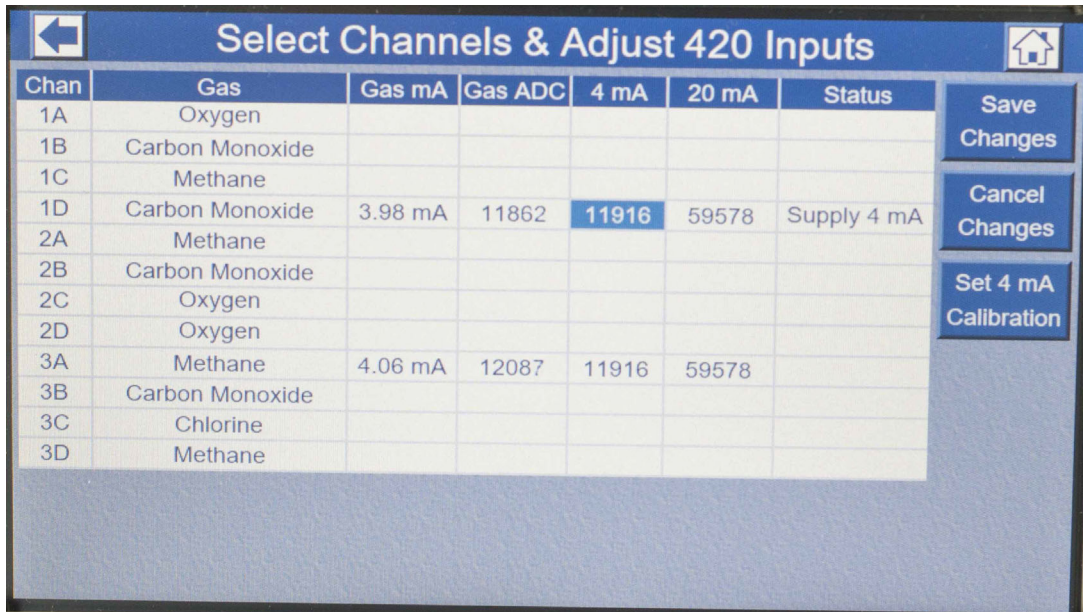 Select Channels & Adjust 420 Inputs
Chan Gas Gas mA Gas ADC 4 mA 20 mA Status
1A Oxygen
1B Carbon Monoxide
1C Methane
1D Carbon Monoxide 3.98 mA 11862 11916 59578 Supply 4 mA
2A Methane
2B Carbon Monoxide
2C Oxygen
2D Oxygen
3A Methane 4.06 mA 12087 11916 59578
3B Carbon Monoxide
3C Chlorine
3D Methane
Save
Changes
Cancel
Changes
Set 4 mA
Calibration